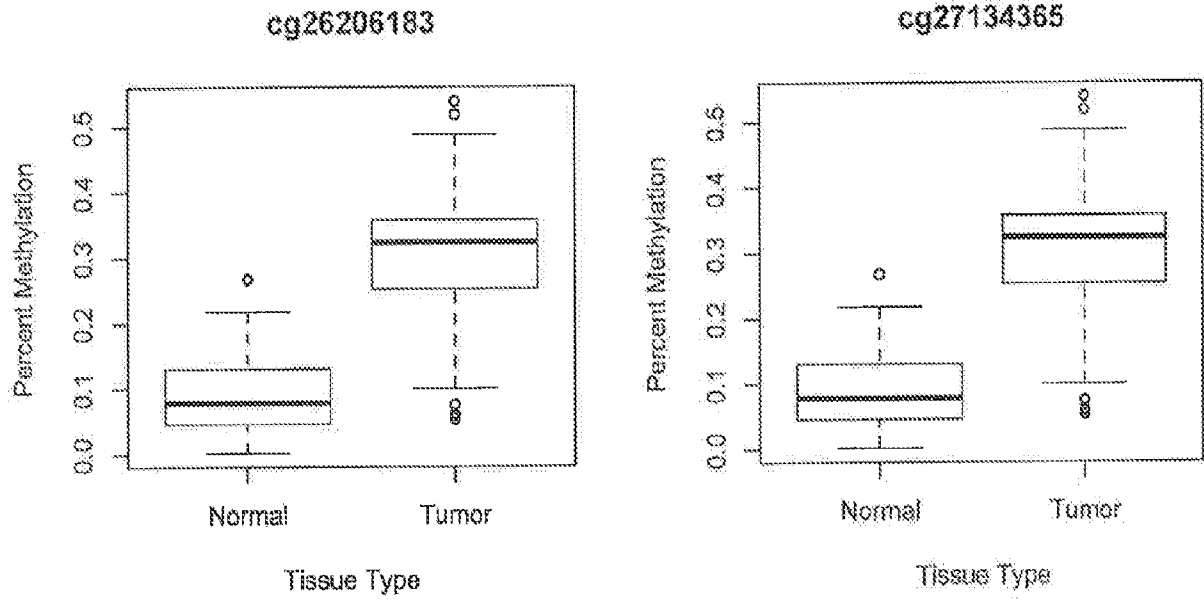 cg26206183
Percent Methylation
0.5
0.4
0.3
0.2
0.1
0.0
Normal Tumor
Tissue Type
cg27134365
Percent Methylation
0.5
0.4
0.3
0.2
0.1
0.0
Normal Tumor
Tissue Type